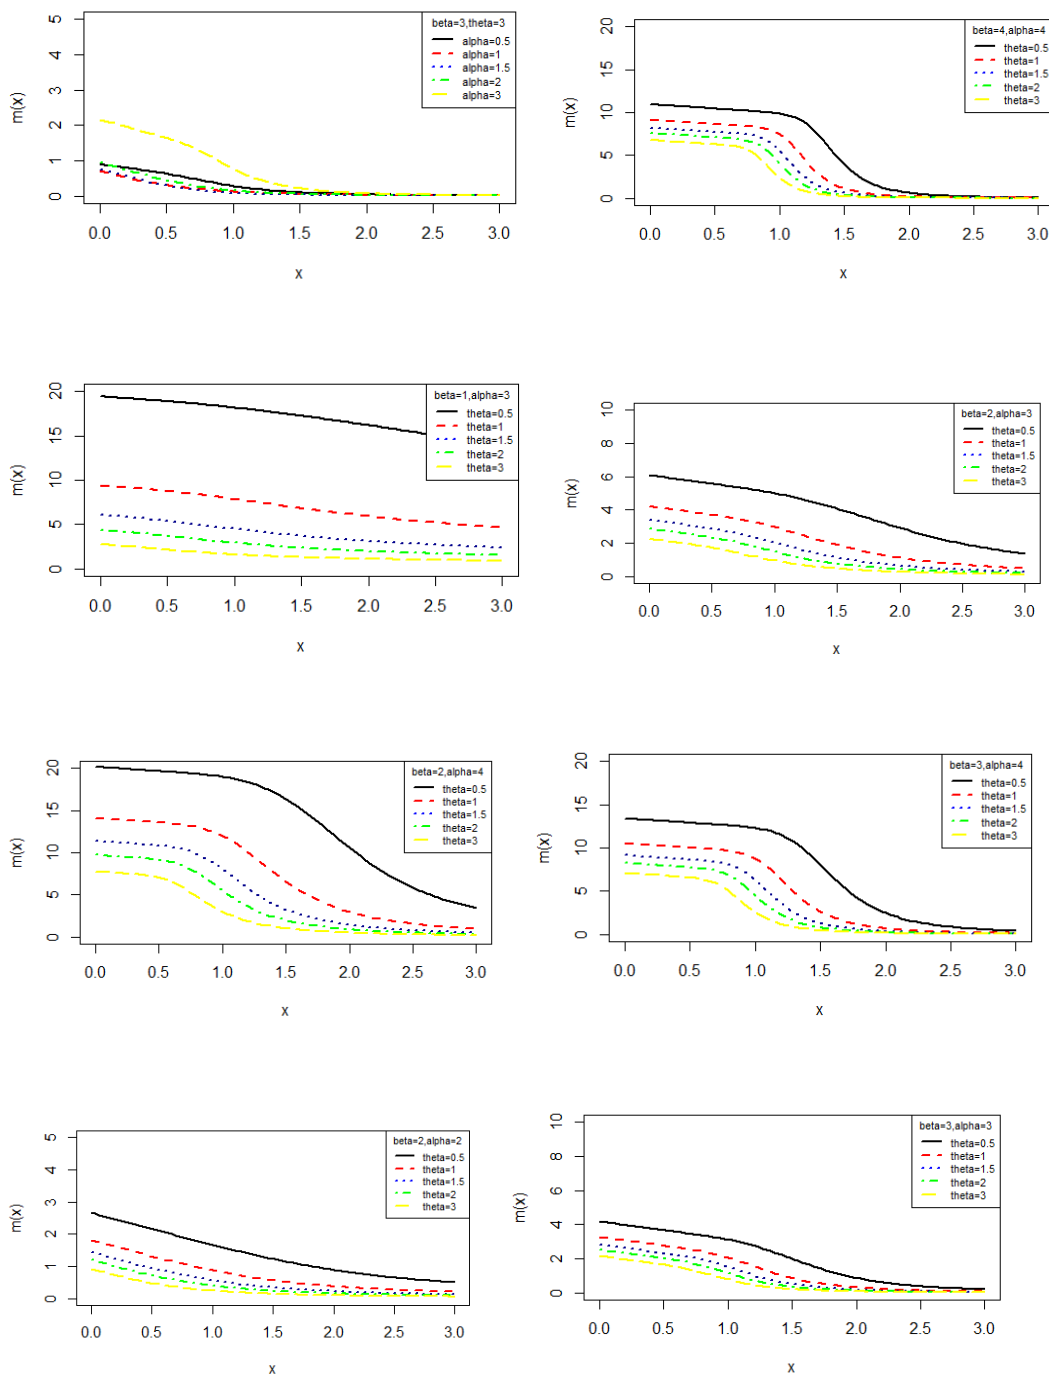 beta=3,theta=3
alpha=0.5
alpha=1
alpha=1.5
alpha=2
alpha=3
m(x)
5
4
3
2
1
0
0.0 0.5 1.0 1.5 2.0 2.5 3.0
x
beta=4,alpha=4
theta=0.5
theta=1
theta=1.5
theta=2
theta=3
m(x)
20
15
10
5
0
0.0 0.5 1.0 1.5 2.0 2.5 3.0
x
beta=1,alpha=3
theta=0.5
theta=1
theta=1.5
theta=2
theta=3
m(x)
20
15
10
5
0
0.0 0.5 1.0 1.5 2.0 2.5 3.0
x
beta=2,alpha=3
theta=0.5
theta=1
theta=1.5
theta=2
theta=3
m(x)
10
8
6
4
2
0
0.0 0.5 1.0 1.5 2.0 2.5 3.0
x
beta=2,alpha=4
theta=0.5
theta=1
theta=1.5
theta=2
theta=3
m(x)
20
15
10
5
0
0.0 0.5 1.0 1.5 2.0 2.5 3.0
x
beta=3,alpha=4
theta=0.5
theta=1
theta=1.5
theta=2
theta=3
m(x)
20
15
10
5
0
0.0 0.5 1.0 1.5 2.0 2.5 3.0
x
beta=2,alpha=2
theta=0.5
theta=1
theta=1.5
theta=2
theta=3
m(x)
5
4
3
2
1
0
0.0 0.5 1.0 1.5 2.0 2.5 3.0
x
beta=3,alpha=3
theta=0.5
theta=1
theta=1.5
theta=2
theta=3
m(x)
10
8
6
4
2
0
0.0 0.5 1.0 1.5 2.0 2.5 3.0
x